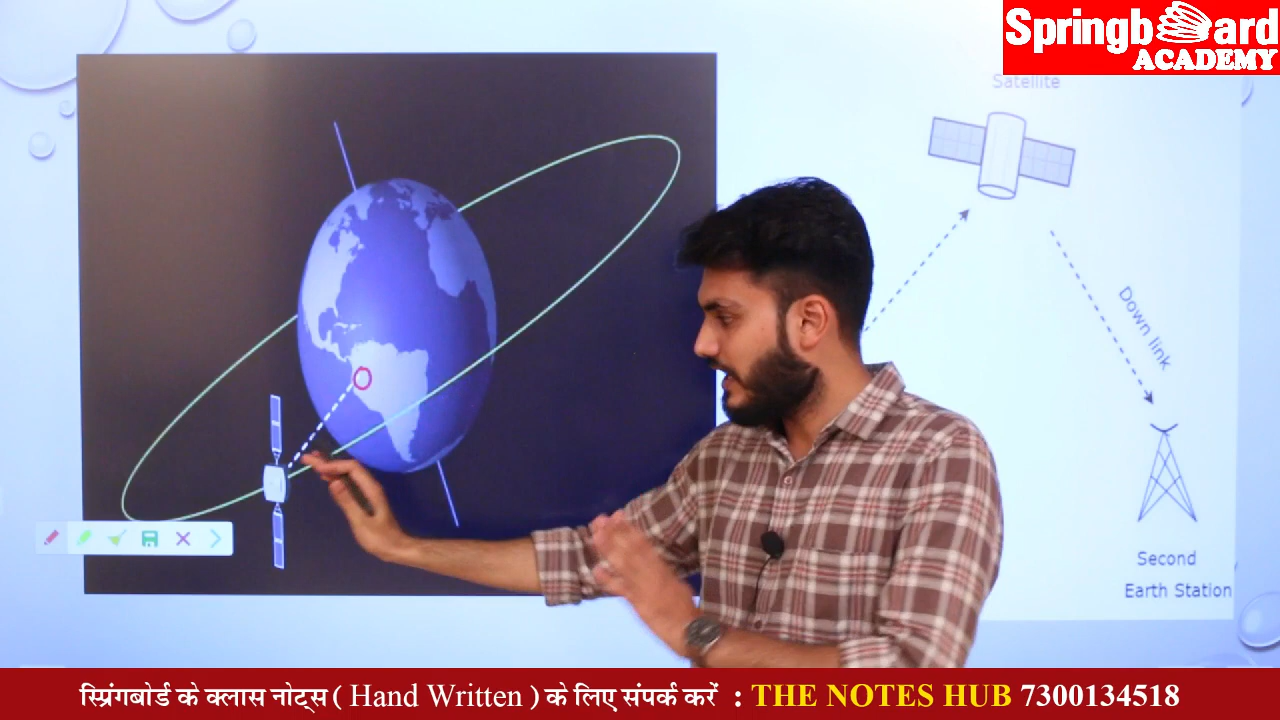 Springboard
ACADEMY
Satellite
Down link
Second
Earth Station
स्प्रिंगबोर्ड के क्लास नोट्स ( Hand Written ) के लिए संपर्क करें : THE NOTES HUB 7300134518